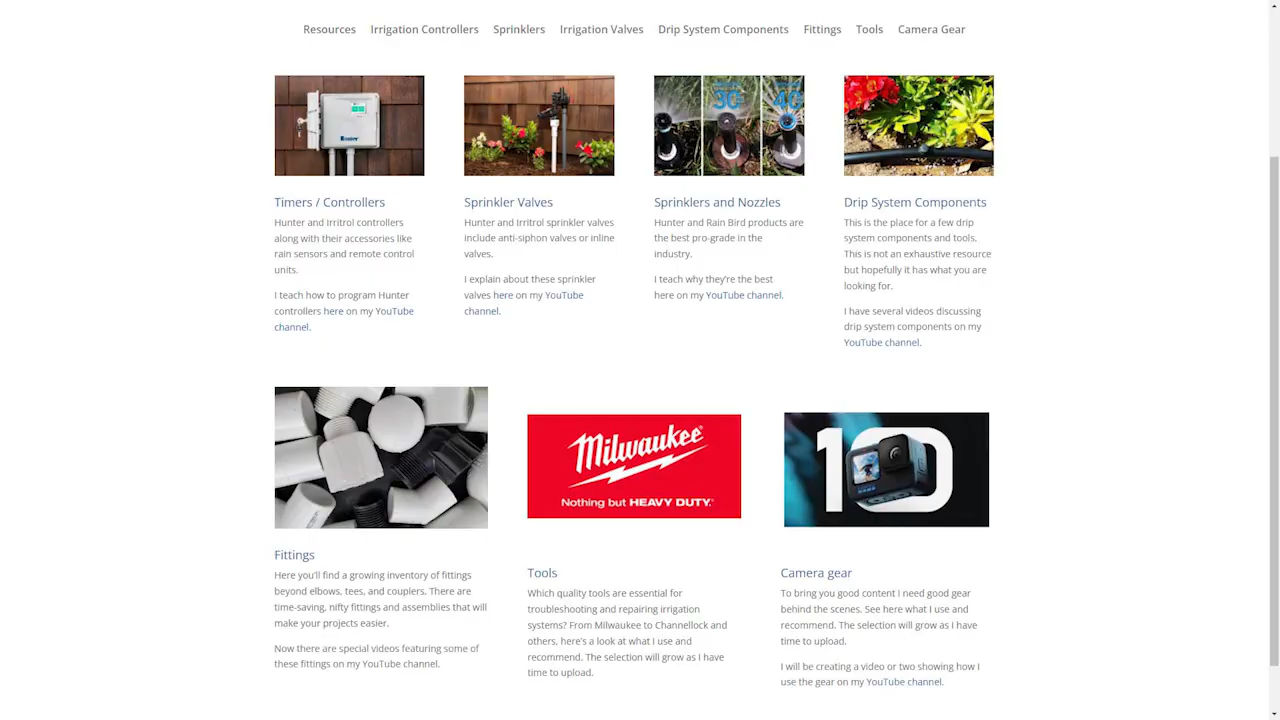 Resources Irrigation Controllers Sprinklers Irrigation Valves Drip System Components Fittings Tools Camera Gear
Hunter
30
40
Timers / Controllers
Hunter and Irritrol controllers
along with their accessories like
rain sensors and remote control
units.
I teach how to program Hunter
controllers here on my YouTube
channel.
Sprinkler Valves
Hunter and Irritrol sprinkler valves
include anti-siphon valves or inline
valves.
I explain about these sprinkler
valves here on my YouTube
channel.
Sprinklers and Nozzles
Hunter and Rain Bird products are
the best pro-grade in the
industry.
I teach why they're the best
here on my YouTube channel.
Drip System Components
This is the place for a few drip
system components and tools.
This is not an exhaustive resource
but hopefully it has what you are
looking for.
I have several videos discussing
drip system components on my
YouTube channel.
Fittings
Here you'll find a growing inventory of fittings
beyond elbows, tees, and couplers. There are
time-saving, nifty fittings and assemblies that will
make your projects easier.
Now there are special videos featuring some of
these fittings on my YouTube channel.
Milwaukee®
Nothing but HEAVY DUTY.®
Tools
Which quality tools are essential for
troubleshooting and repairing irrigation
systems? From Milwaukee to Channellock and
others, here's a look at what I use and
recommend. The selection will grow as I have
time to upload.
10
Camera gear
To bring you good content I need good gear
behind the scenes. See here what I use and
recommend. The selection will grow as I have
time to upload.
I will be creating a video or two showing how I
use the gear on my YouTube channel.